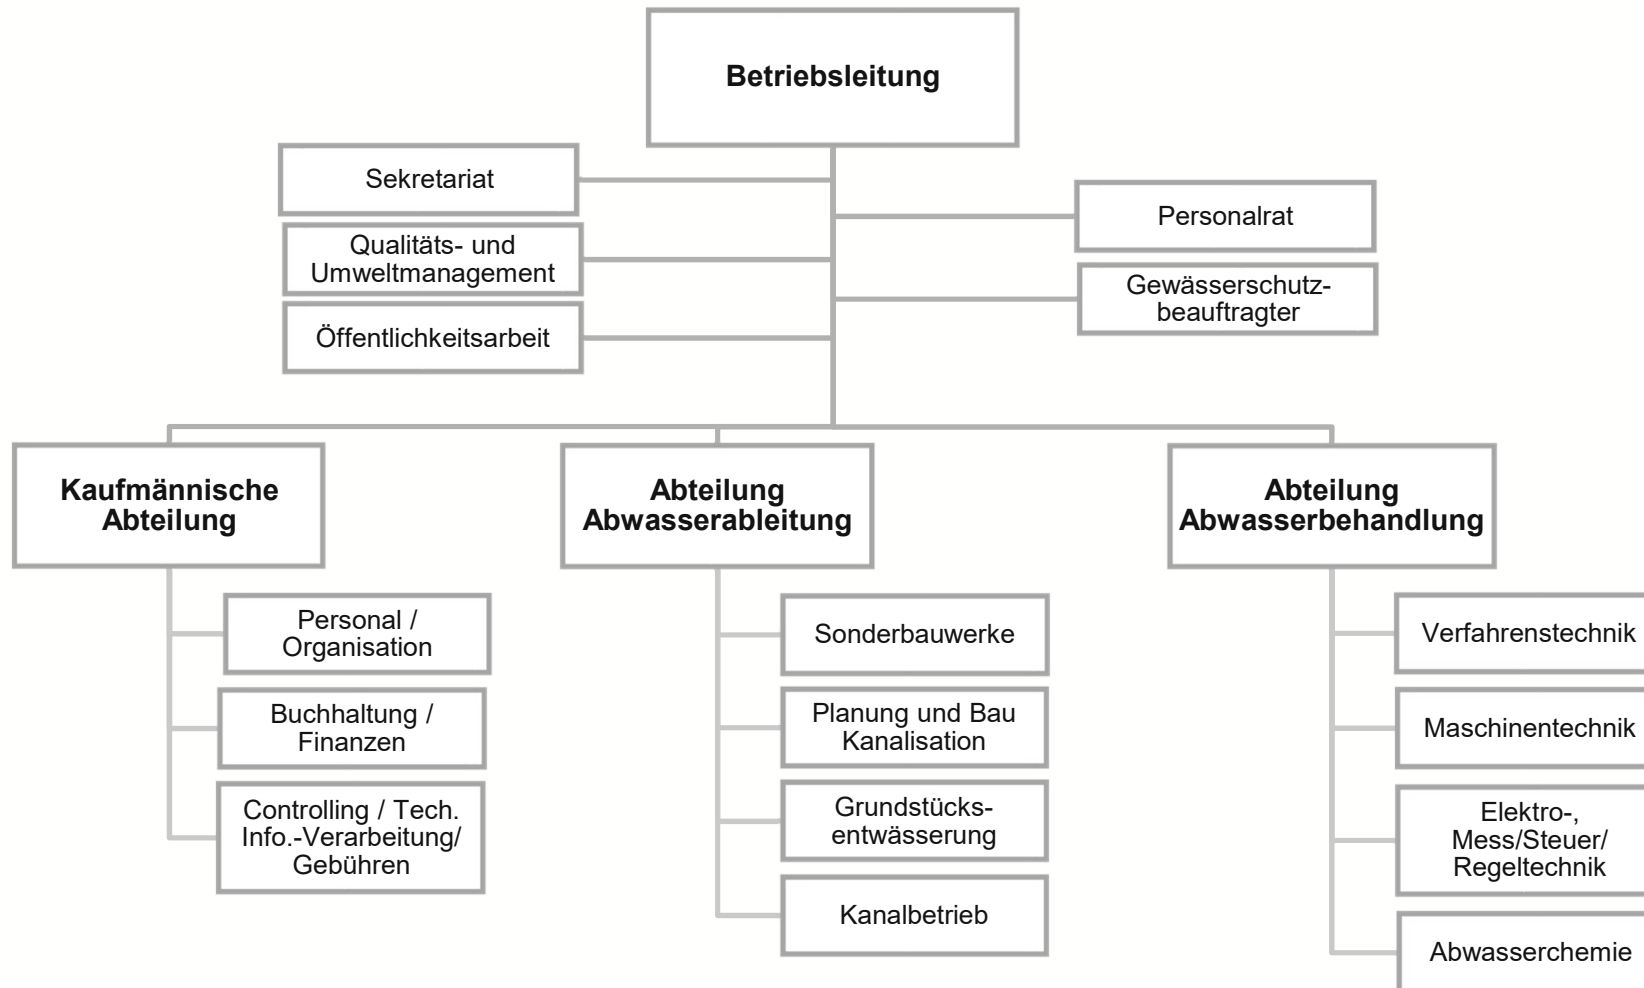 Betriebsleitung
Sekretariat
Personalrat
Qualitäts- und
Umweltmanagement
Gewässerschutz-
beauftragter
Öffentlichkeitsarbeit
Kaufmännische
Abteilung
Personal /
Organisation
Buchhaltung /
Finanzen
Controlling / Tech.
Info.-Verarbeitung/
Gebühren
Abteilung
Abwasserableitung
Sonderbauwerke
Planung und Bau
Kanalisation
Grundstücks-
entwässerung
Kanalbetrieb
Abteilung
Abwasserbehandlung
Verfahrenstechnik
Maschinentechnik
Elektro-,
Mess/Steuer/
Regeltechnik
Abwasserchemie